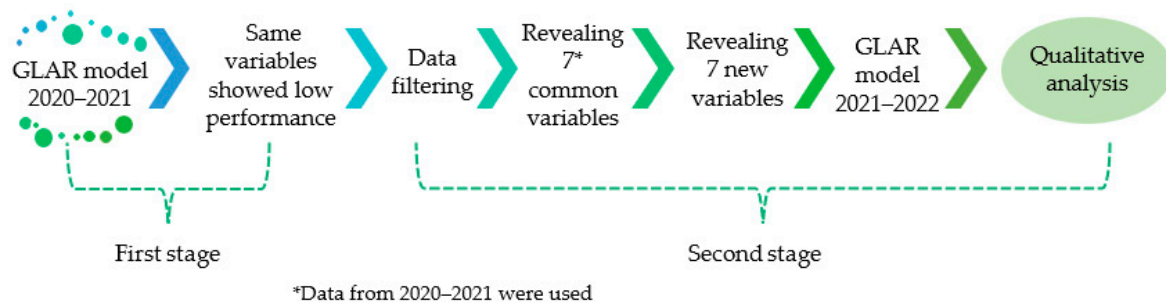 GLAR model
2020–2021
Same
variables
showed low
performance
Data
filtering
Revealing
7*
common
variables
Revealing
7 new
variables
GLAR
model
2021–2022
Qualitative
analysis
First stage
Second stage
*Data from 2020–2021 were used